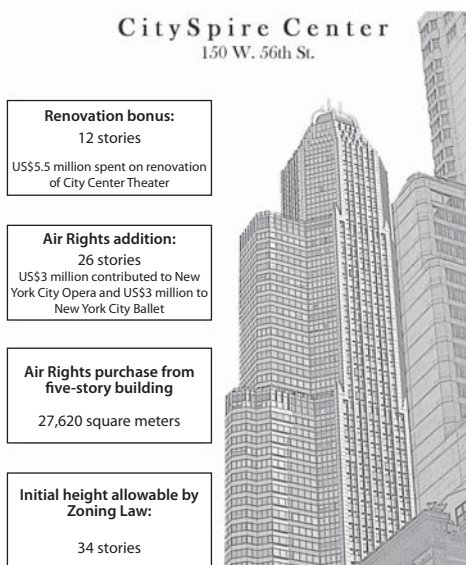 CitySpire Center
150 W. 56th St.
Renovation bonus:
12 stories
US$5.5 million spent on renovation
of City Center Theater
Air Rights addition:
26 stories
US$3 million contributed to New
York City Opera and US$3 million to
New York City Ballet
Air Rights purchase from
five-story building
27,620 square meters
Initial height allowable by
Zoning Law:
34 stories